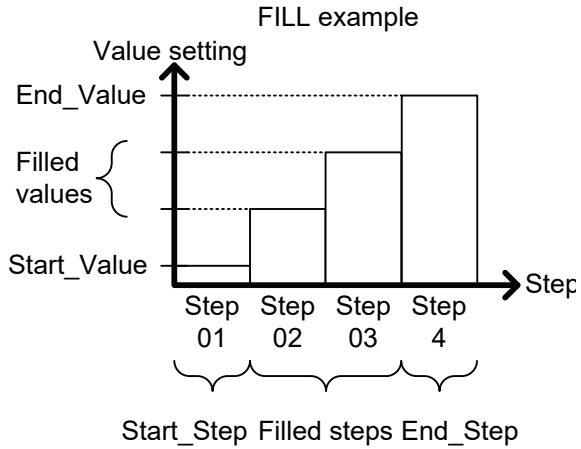 FILL example
Value setting
End_Value
Filled
values
Start_Value
Step
Step Step Step Step
01 02 03 4
Start_Step Filled steps End_Step